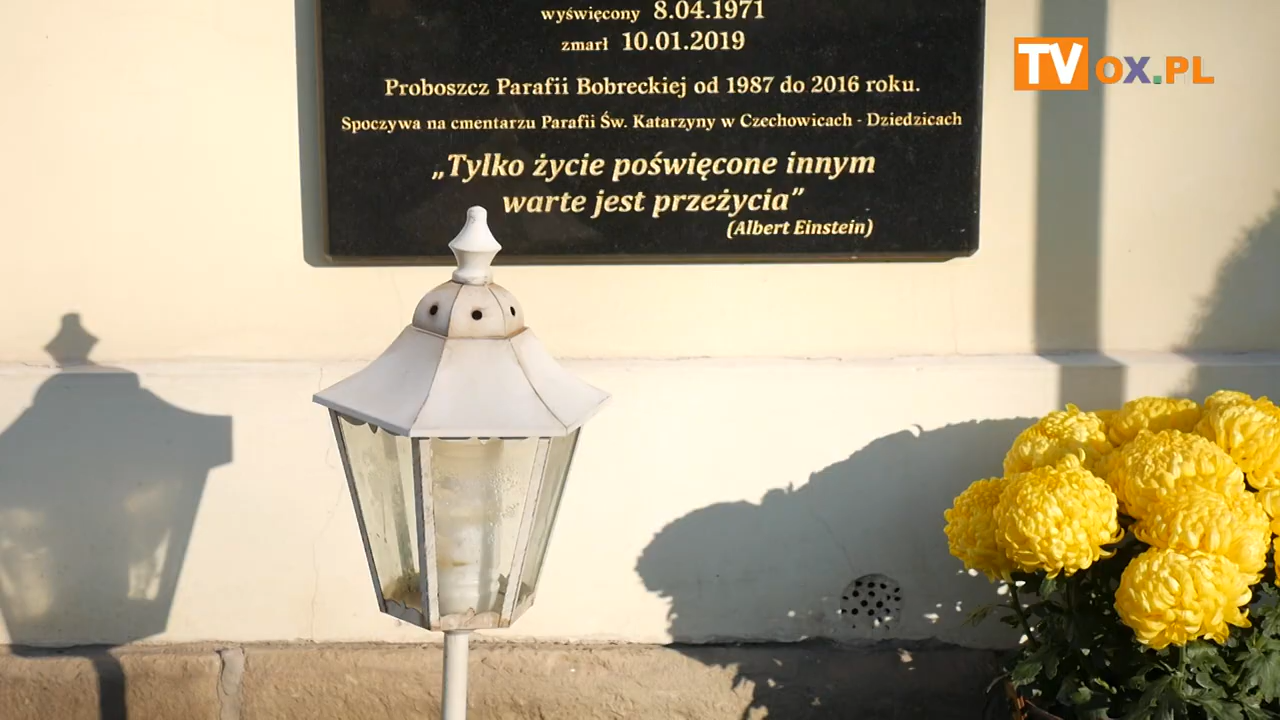 wyświęcony 8.04.1971
zmarł 10.01.2019
Proboszcz Parafii Bobreckiej od 1987 do 2016 roku.
Spoczywa na cmentarzu Parafii Św. Katarzyny w Czechowicach - Dziedzicach
„Tylko życie poświęcone innym
warte jest przeżycia”
(Albert Einstein)
TVOX.PL